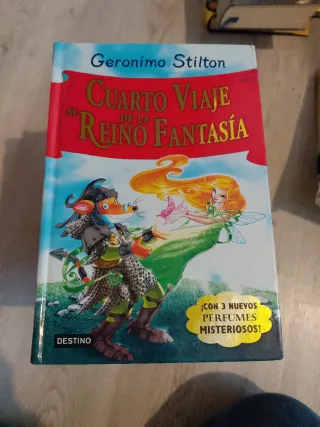 Geronimo Stilton
CUARTO VIAJE
AL DE LA
REINO FANTASÍA
¡CON 3 NUEVOS
PERFUMES
MISTERIOSOS!
DESTINO